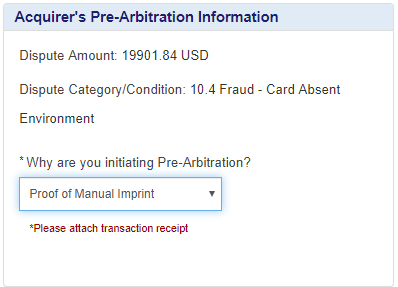 Acquirer's Pre-Arbitration Information
Dispute Amount: 19901.84 USD
Dispute Category/Condition: 10.4 Fraud - Card Absent
Environment
*Why are you initiating Pre-Arbitration?
Proof of Manual Imprint
*Please attach transaction receipt